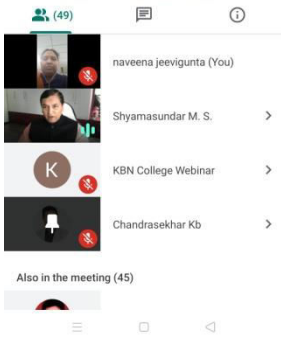 (49)
naveena jeevigunta (You)
Shyamasundar M. S.
K
KBN College Webinar
Chandrasekhar Kb
Also in the meeting (45)